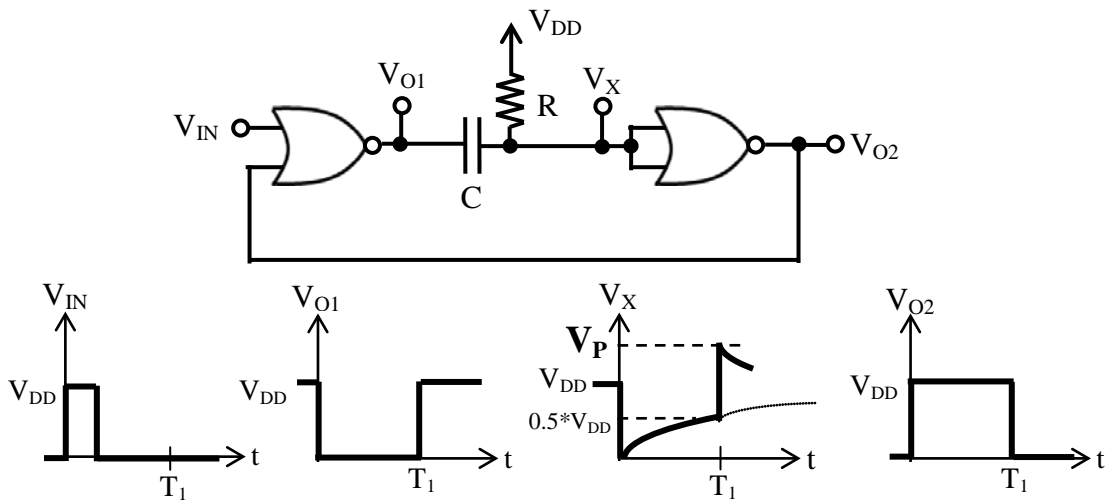 V_DD
V_O1
V_X
R
V_IN
V_O2
C
V_IN
V_O1
V_X
V_O2
V_P
V_DD
V_DD
V_DD
V_DD
0.5*V_DD
t
t
t
t
T_1
T_1
T_1
T_1